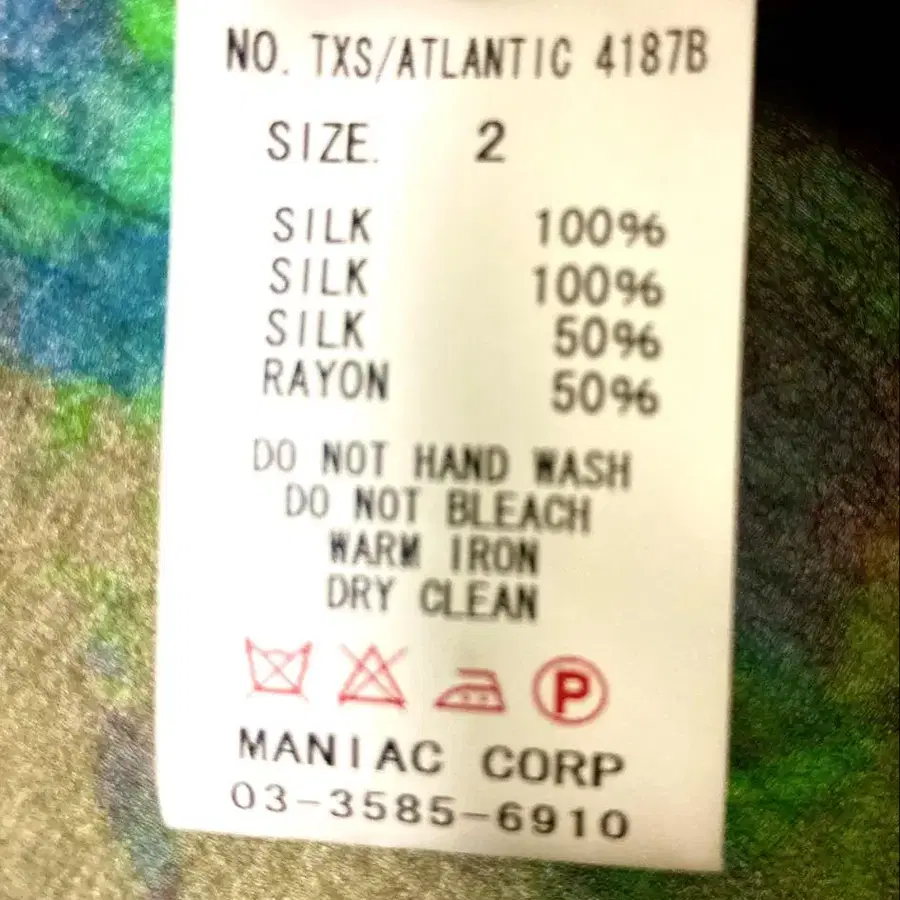 NO. TXS/ATLANTIC 4187B
SIZE. 2
SILK 100%
SILK 100%
SILK 50%
RAYON 50%
DO NOT HAND WASH
DO NOT BLEACH
WARM IRON
DRY CLEAN
P
MANIAC CORP
03-3585-6910